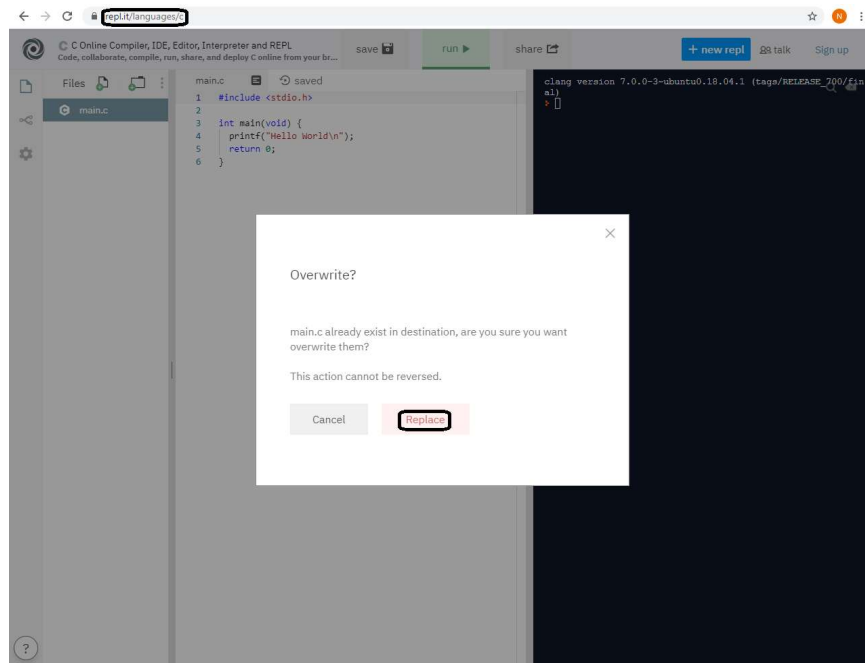 repl.it/languages/c
N
C Online Compiler, IDE, Editor, Interpreter and REPL
Code, collaborate, compile, run, share, and deploy C online from your br...
save
run
share
+ new repl
talk
Sign up
Files
main.c
main.c
saved
1 #include <stdio.h>
2
3 int main(void) {
4 printf("Hello World\n");
5 return 0;
6 }
clang version 7.0.0-3-ubuntu0.18.04.1 (tags/RELEASE_700/fin
al)
>
Overwrite?
main.c already exist in destination, are you sure you want
overwrite them?
This action cannot be reversed.
Cancel
Replace
?